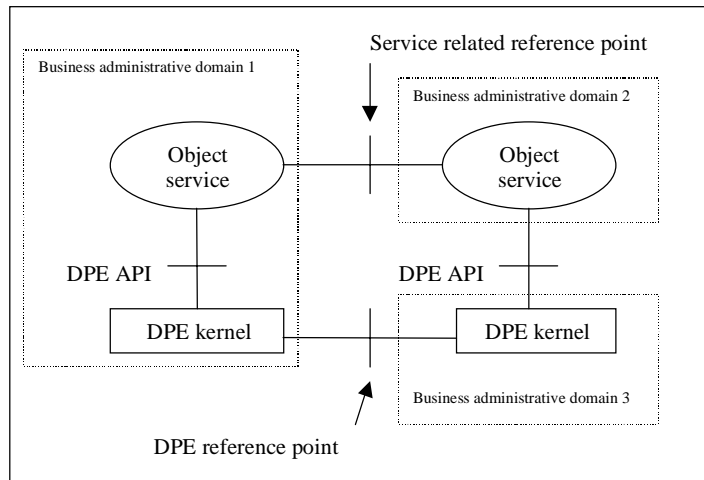 Service related reference point
Business administrative domain 1
Business administrative domain 2
Object
service
Object
service
DPE API
DPE API
DPE kernel
DPE kernel
Business administrative domain 3
DPE reference point